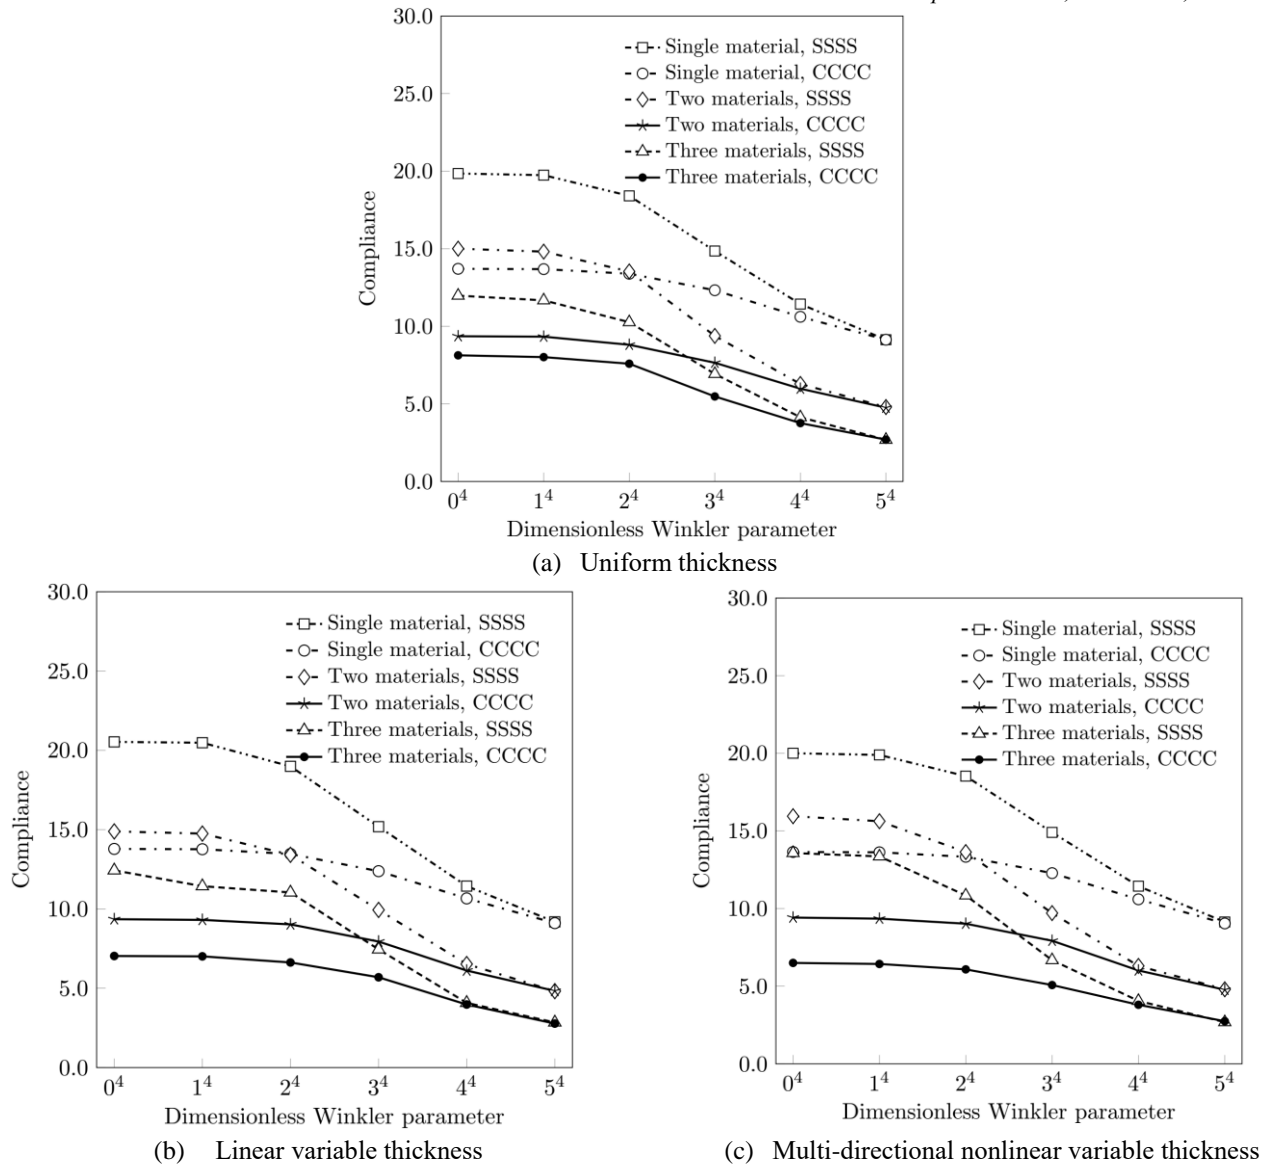 30.0
Single material, SSSS
Single material, CCCC
25.0
Two materials, SSSS
Two materials, CCCC
Three materials, SSSS
20.0
Three materials, CCCC
Compliance
15.0
10.0
5.0
0.0
0⁴ 1⁴ 2⁴ 3⁴ 4⁴ 5⁴
Dimensionless Winkler parameter
(a) Uniform thickness
30.0
Single material, SSSS
Single material, CCCC
25.0
Two materials, SSSS
Two materials, CCCC
Three materials, SSSS
20.0
Three materials, CCCC
Compliance
15.0
10.0
5.0
0.0
0⁴ 1⁴ 2⁴ 3⁴ 4⁴ 5⁴
Dimensionless Winkler parameter
(b) Linear variable thickness
30.0
Single material, SSSS
Single material, CCCC
25.0
Two materials, SSSS
Two materials, CCCC
Three materials, SSSS
20.0
Three materials, CCCC
Compliance
15.0
10.0
5.0
0.0
0⁴ 1⁴ 2⁴ 3⁴ 4⁴ 5⁴
Dimensionless Winkler parameter
(c) Multi-directional nonlinear variable thickness